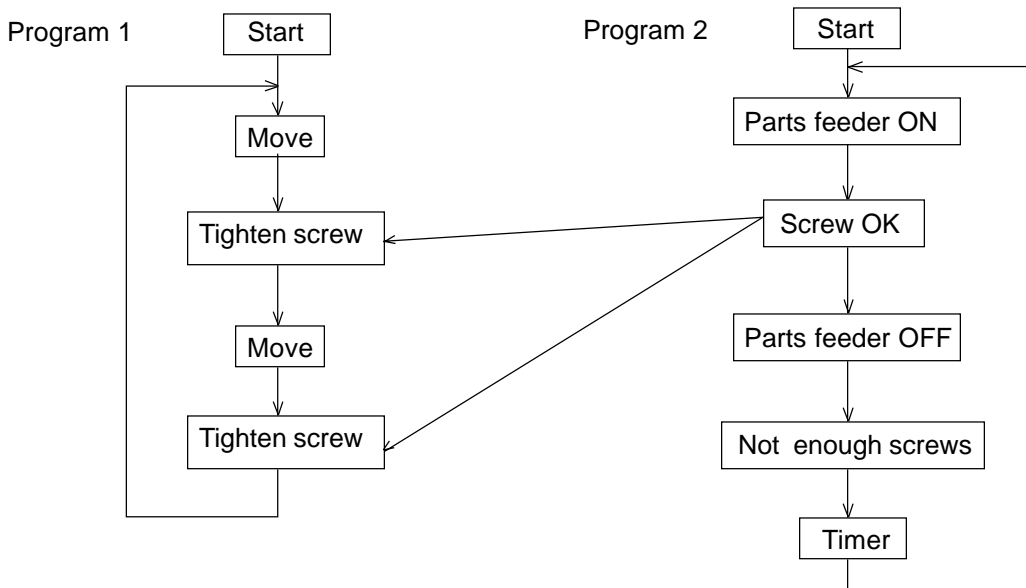 Program 1
Start
Move
Tighten screw
Move
Tighten screw
Program 2
Start
Parts feeder ON
Screw OK
Parts feeder OFF
Not enough screws
Timer